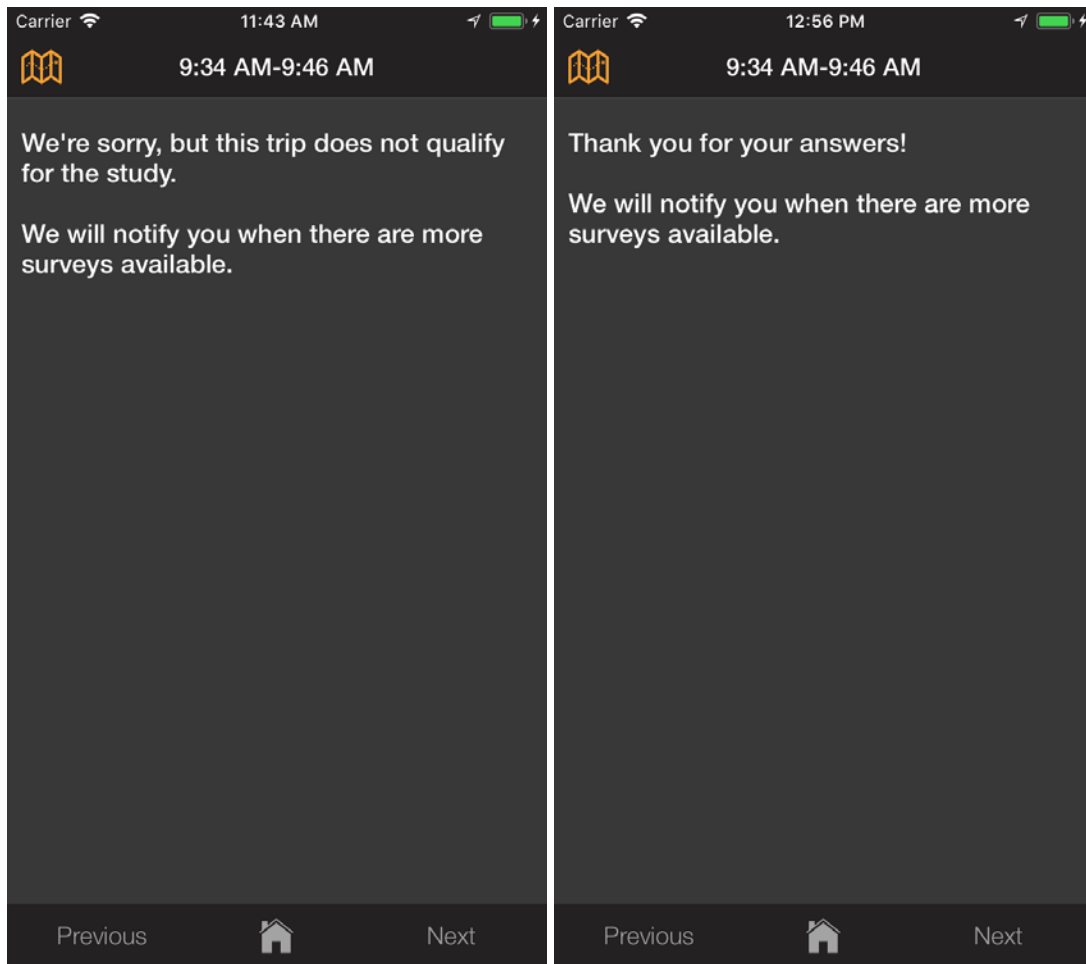 Carrier 11:43 AM
9:34 AM-9:46 AM
We're sorry, but this trip does not qualify
for the study.
We will notify you when there are more
surveys available.
Previous Next
Carrier 12:56 PM
9:34 AM-9:46 AM
Thank you for your answers!
We will notify you when there are more
surveys available.
Previous Next